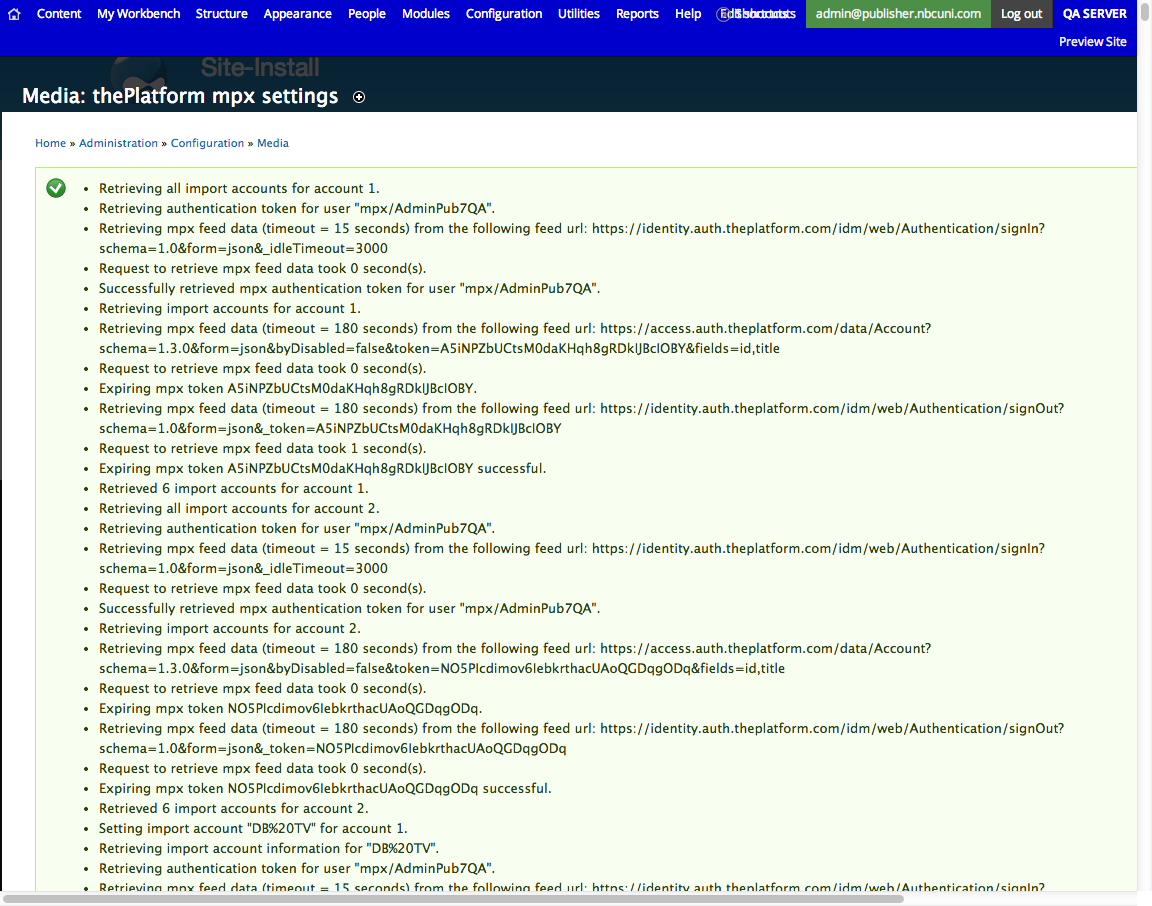 Content My Workbench Structure Appearance People Modules Configuration Utilities Reports Help Edit shortcuts admin@publisher.nbcuni.com Log out QA SERVER
Preview Site
Site-Install
Media: thePlatform mpx settings
Home » Administration » Configuration » Media
• Retrieving all import accounts for account 1.
• Retrieving authentication token for user "mpx/AdminPub7QA".
• Retrieving mpx feed data (timeout = 15 seconds) from the following feed url: https://identity.auth.theplatform.com/idm/web/Authentication/signIn?
schema=1.0&form=json&_idleTimeout=3000
• Request to retrieve mpx feed data took 0 second(s).
• Successfully retrieved mpx authentication token for user "mpx/AdminPub7QA".
• Retrieving import accounts for account 1.
• Retrieving mpx feed data (timeout = 180 seconds) from the following feed url: https://access.auth.theplatform.com/data/Account?
schema=1.3.0&form=json&byDisabled=false&token=A5iNPZbUCtsM0daKHqh8gRDkIJBclOBY&fields=id,title
• Request to retrieve mpx feed data took 0 second(s).
• Expiring mpx token A5iNPZbUCtsM0daKHqh8gRDkIJBclOBY.
• Retrieving mpx feed data (timeout = 180 seconds) from the following feed url: https://identity.auth.theplatform.com/idm/web/Authentication/signOut?
schema=1.0&form=json&_token=A5iNPZbUCtsM0daKHqh8gRDkIJBclOBY
• Request to retrieve mpx feed data took 1 second(s).
• Expiring mpx token A5iNPZbUCtsM0daKHqh8gRDkIJBclOBY successful.
• Retrieved 6 import accounts for account 1.
• Retrieving all import accounts for account 2.
• Retrieving authentication token for user "mpx/AdminPub7QA".
• Retrieving mpx feed data (timeout = 15 seconds) from the following feed url: https://identity.auth.theplatform.com/idm/web/Authentication/signIn?
schema=1.0&form=json&_idleTimeout=3000
• Request to retrieve mpx feed data took 0 second(s).
• Successfully retrieved mpx authentication token for user "mpx/AdminPub7QA".
• Retrieving import accounts for account 2.
• Retrieving mpx feed data (timeout = 180 seconds) from the following feed url: https://access.auth.theplatform.com/data/Account?
schema=1.3.0&form=json&byDisabled=false&token=NO5PIcdimov6IebkrthacUAoQGDqgODq&fields=id,title
• Request to retrieve mpx feed data took 0 second(s).
• Expiring mpx token NO5PIcdimov6IebkrthacUAoQGDqgODq.
• Retrieving mpx feed data (timeout = 180 seconds) from the following feed url: https://identity.auth.theplatform.com/idm/web/Authentication/signOut?
schema=1.0&form=json&_token=NO5PIcdimov6IebkrthacUAoQGDqgODq
• Request to retrieve mpx feed data took 0 second(s).
• Expiring mpx token NO5PIcdimov6IebkrthacUAoQGDqgODq successful.
• Retrieved 6 import accounts for account 2.
• Setting import account "DB%20TV" for account 1.
• Retrieving import account information for "DB%20TV".
• Retrieving authentication token for user "mpx/AdminPub7QA".
• Retrieving mpx feed data (timeout = 15 seconds) from the following feed url: https://identity.auth.theplatform.com/idm/web/Authentication/signIn?